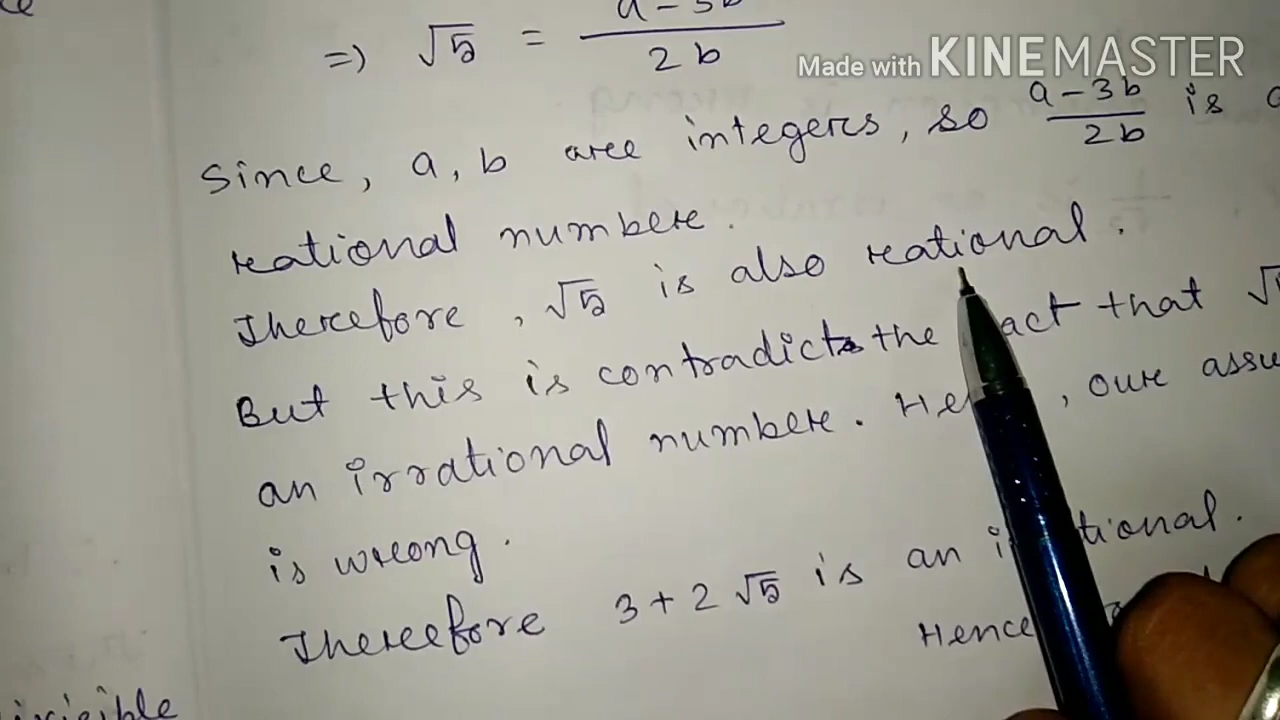 =) √5 = a - 3b / 2b
Made with KINEMASTER
Since, a, b are integers, so a - 3b / 2b is a
rational number.
Therefore, √5 is also rational.
But this is contradicts the fact that √
an irrational number. He , our assu
is wrong.
Therefore 3 + 2√5 is an i tional.
Hence
divisible